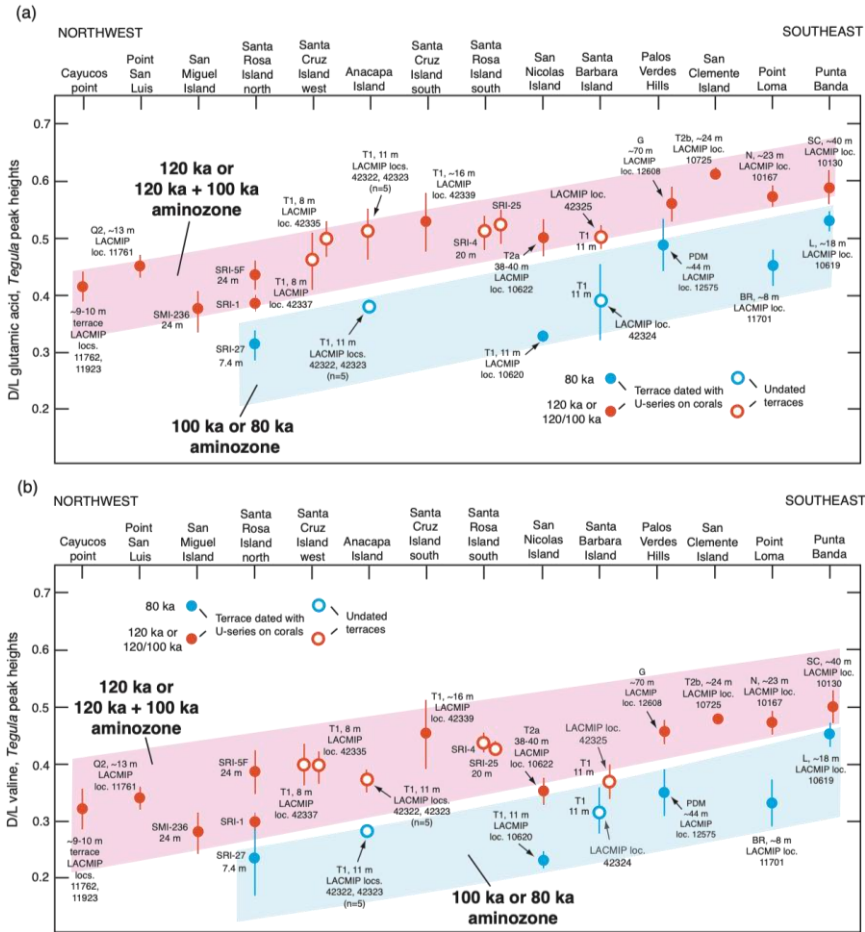 (a)
NORTHWEST
SOUTHEAST
Cayucos
point
Point
San
Luis
San
Miguel
Island
Santa
Rosa
Island
north
Santa
Cruz
Island
west
Anacapa
Island
Santa
Cruz
Island
south
Santa
Rosa
Island
south
San
Nicolas
Island
Santa
Barbara
Island
Palos
Verdes
Hills
San
Clemente
Island
Point
Loma
Punta
Banda
D/L glutamic acid, Tegula peak heights
0.7
0.6
0.5
0.4
0.3
0.2
120 ka or
120 ka + 100 ka
aminozone
Q2, ~13 m
LACMIP
loc. 11761
~9-10 m
terrace
LACMIP
locs.
11762,
11923
SMI-236
24 m
SRI-5F
24 m
SRI-1
SRI-27
7.4 m
T1, 8 m
LACMIP
loc.
42335
T1, 8 m
LACMIP
loc. 42337
T1, 11 m
LACMIP locs.
42322, 42323
(n=5)
T1, 11 m
LACMIP locs.
42322, 42323
(n=5)
T1, ~16 m
LACMIP
loc. 42339
SRI-25
SRI-4
20 m
T2a
38-40 m
LACMIP
loc. 10622
T1, 11 m
LACMIP
loc. 10620
LACMIP loc.
42325
T1
11 m
T1
11 m
LACMIP loc.
42324
G
~70 m
LACMIP
loc. 12608
PDM
~44 m
LACMIP
loc. 12575
T2b, ~24 m
LACMIP loc.
10725
N, ~23 m
LACMIP loc.
10167
BR, ~8 m
LACMIP loc.
11701
SC, ~40 m
LACMIP loc.
10130
L, ~18 m
LACMIP loc.
10619
100 ka or 80 ka
aminozone
80 ka
120 ka or
120/100 ka
Terrace dated with
U-series on corals
Undated
terraces
(b)
NORTHWEST
SOUTHEAST
Cayucos
point
Point
San
Luis
San
Miguel
Island
Santa
Rosa
Island
north
Santa
Cruz
Island
west
Anacapa
Island
Santa
Cruz
Island
south
Santa
Rosa
Island
south
San
Nicolas
Island
Santa
Barbara
Island
Palos
Verdes
Hills
San
Clemente
Island
Point
Loma
Punta
Banda
D/L valine, Tegula peak heights
0.7
0.6
0.5
0.4
0.3
0.2
80 ka
120 ka or
120/100 ka
Terrace dated with
U-series on corals
Undated
terraces
120 ka or
120 ka + 100 ka
aminozone
Q2, ~13 m
LACMIP
loc. 11761
~9-10 m
terrace
LACMIP
locs.
11762,
11923
SMI-236
24 m
SRI-5F
24 m
SRI-1
SRI-27
7.4 m
T1, 8 m
LACMIP
loc.
42335
T1, 8 m
LACMIP
loc.
42337
T1, 11 m
LACMIP locs.
42322, 42323
(n=5)
T1, 11 m
LACMIP locs.
42322, 42323
(n=5)
T1, ~16 m
LACMIP
loc. 42339
SRI-4
SRI-25
20 m
T2a
38-40 m
LACMIP
loc. 10622
T1, 11 m
LACMIP
loc. 10620
LACMIP loc.
42325
T1
11 m
T1
11 m
LACMIP loc.
42324
G
~70 m
LACMIP
loc. 12608
PDM
~44 m
LACMIP
loc. 12575
T2b, ~24 m
LACMIP loc.
10725
N, ~23 m
LACMIP loc.
10167
BR, ~8 m
LACMIP loc.
11701
SC, ~40 m
LACMIP loc.
10130
L, ~18 m
LACMIP loc.
10619
100 ka or 80 ka
aminozone